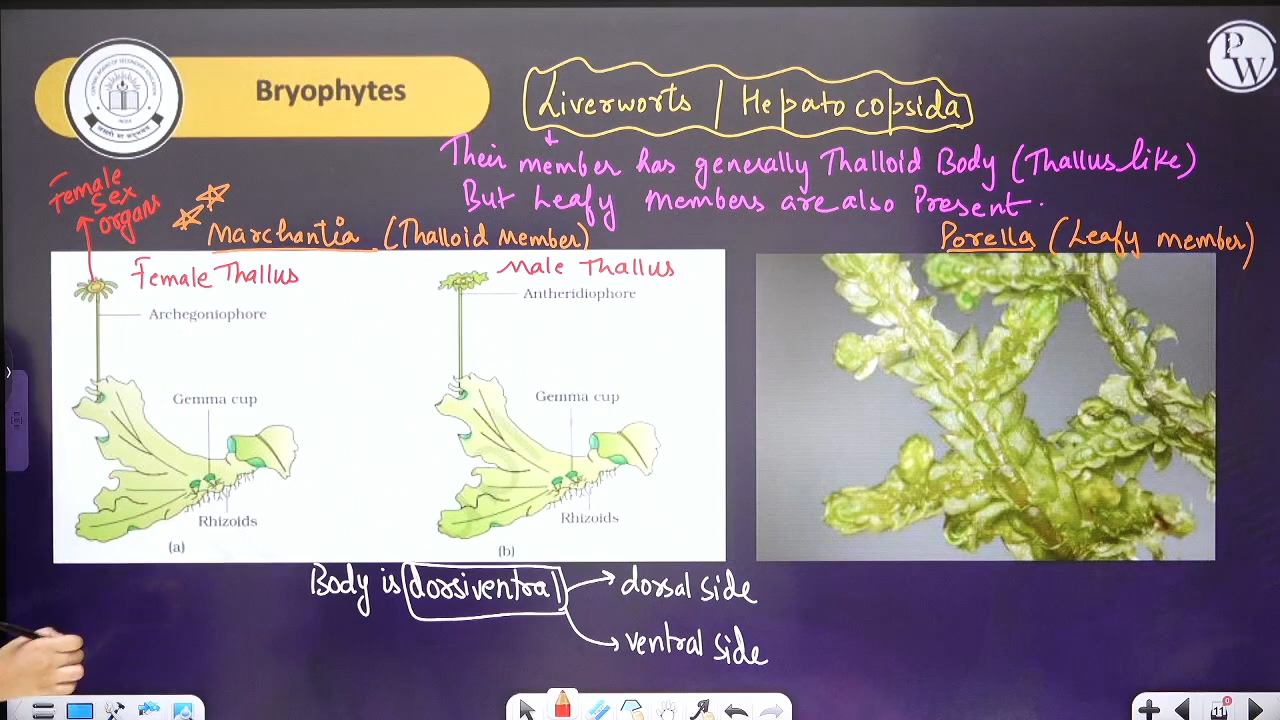 Bryophytes
PW
Liverworts / Hepatocopsida
Their member has generally Thalloid Body (Thallus like)
But Leafy members are also Present.
Female
Sex
organs
Marchantia (Thalloid Member)
Porella (Leafy member)
Female Thallus
Male Thallus
Archegoniophore
Antheridiophore
Gemma cup
Gemma cup
Rhizoids
Rhizoids
(a)
(b)
Body is dorsiventral
dorsal side
ventral side
11